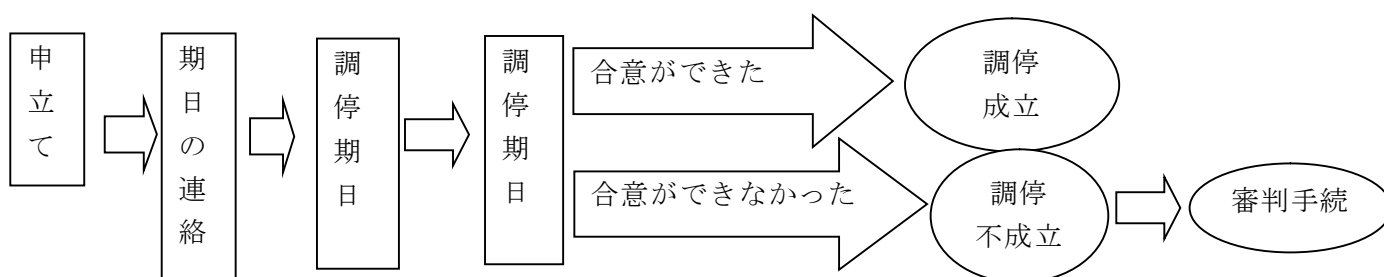 申立て
期日の連絡
調停期日
調停期日
合意ができた
調停
成立
合意ができなかった
調停
不成立
審判手続